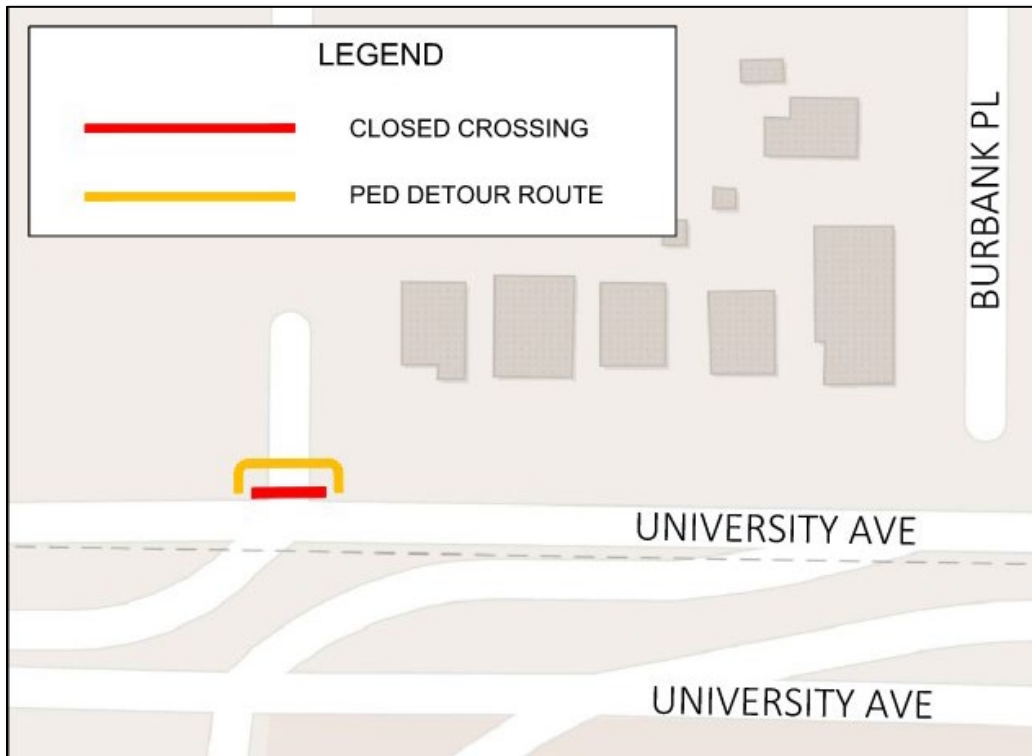 LEGEND
CLOSED CROSSING
PED DETOUR ROUTE
BURBANK PL
UNIVERSITY AVE
UNIVERSITY AVE